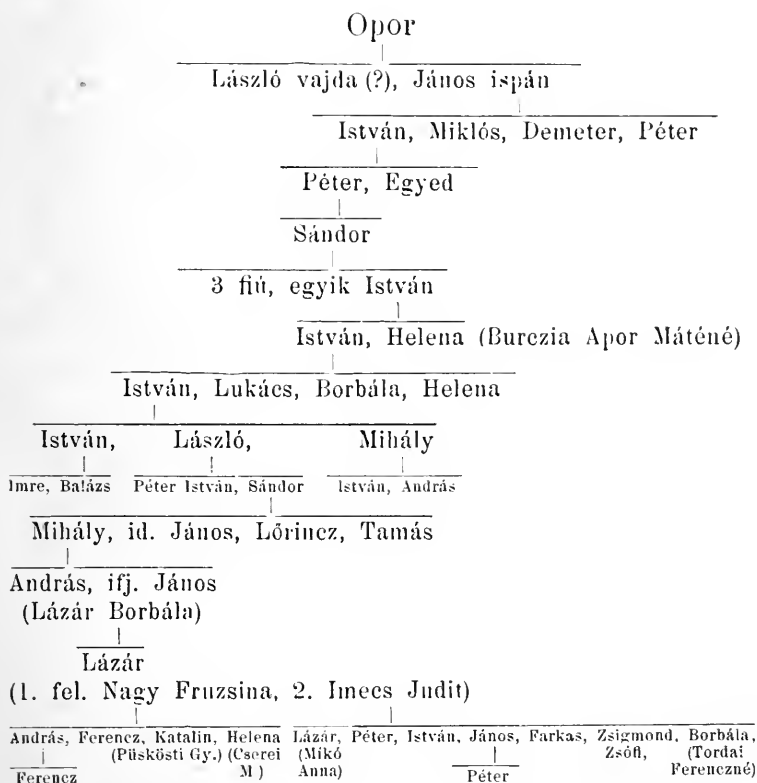 Opor
László vajda (?), János ispán
István, Miklós, Demeter, Péter
Péter, Egyed
Sándor
3 fiú, egyik István
István, Helena (Burczia Apor Máténé)
István, Lukács, Borbála, Helena
István, László, Mihály
Imre, Balázs Péter István, Sándor István, András
Mihály, id. János, Lőrincz, Tamás
András, ifj. János
(Lázár Borbála)
Lázár
(1. fel. Nagy Fruzsina, 2. Imecs Judit)
András, Ferencz, Katalin, Helena Lázár, Péter, István, János, Farkas, Zsigmond, Borbála,
(Püskösti Gy.) (Cserei (Mikó Zsófi, (Tordai
Ferencz M ) Anna) Péter Ferenczné)